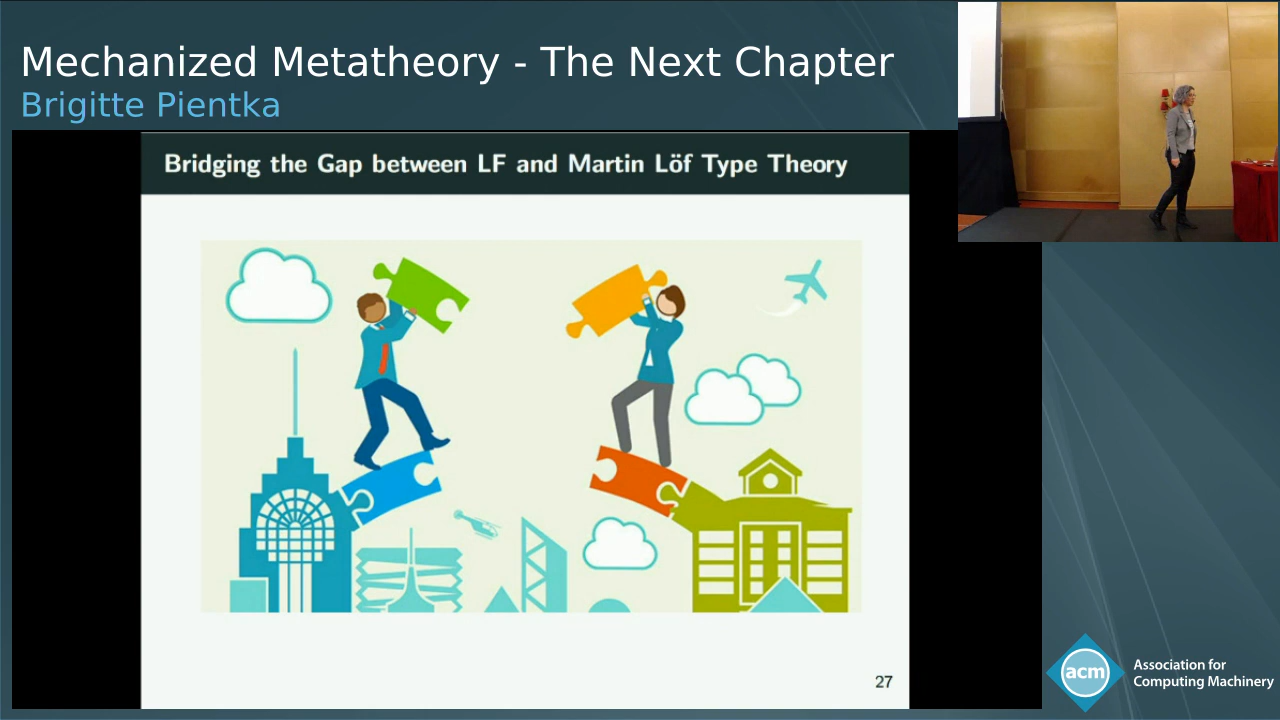 Mechanized Metatheory - The Next Chapter
Brigitte Pientka
Bridging the Gap between LF and Martin Löf Type Theory
27
acm
Association for
Computing Machinery